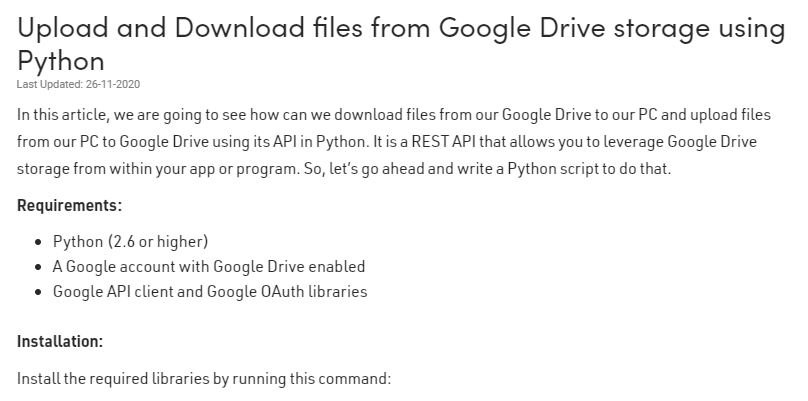 Upload and Download files from Google Drive storage using
Python
Last Updated: 26-11-2020
In this article, we are going to see how can we download files from our Google Drive to our PC and upload files
from our PC to Google Drive using its API in Python. It is a REST API that allows you to leverage Google Drive
storage from within your app or program. So, let’s go ahead and write a Python script to do that.
Requirements:
• Python (2.6 or higher)
• A Google account with Google Drive enabled
• Google API client and Google OAuth libraries
Installation:
Install the required libraries by running this command: